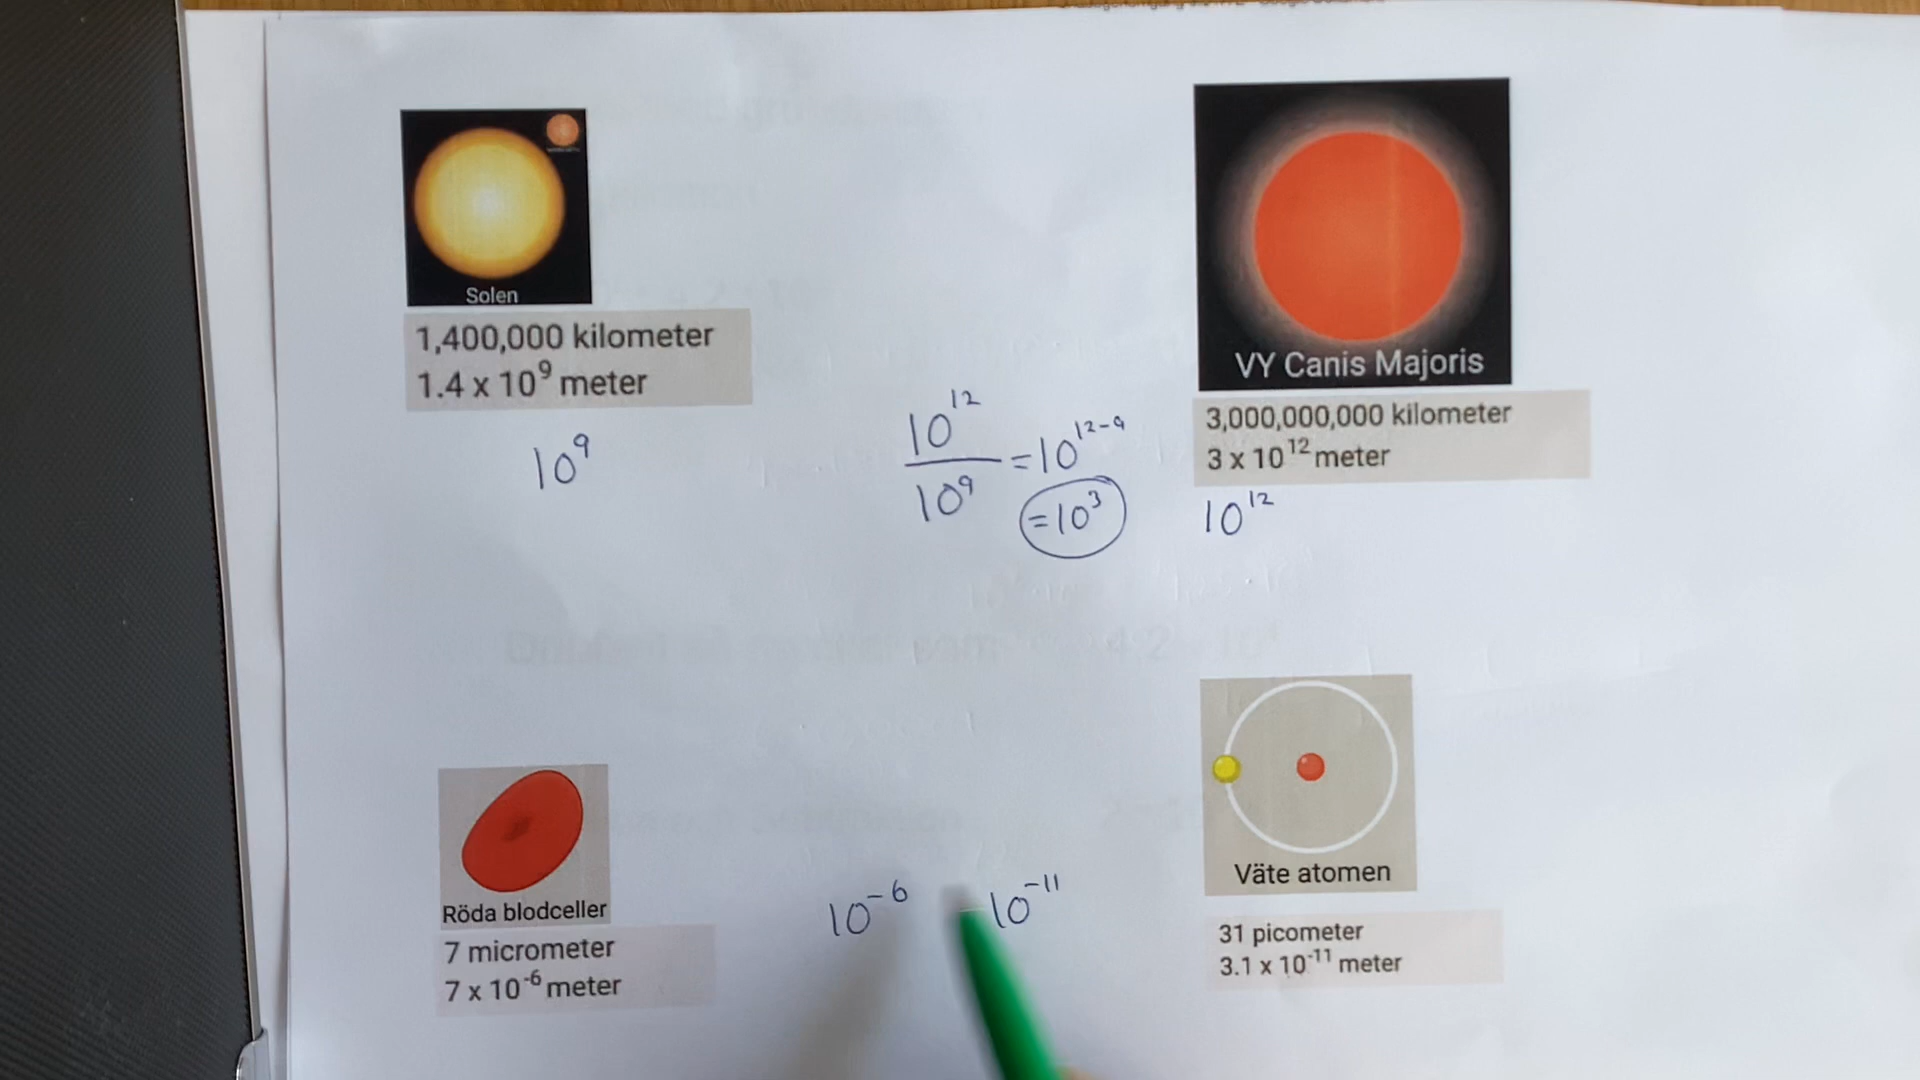 Solen
1,400,000 kilometer
1.4 x 10⁹ meter
10⁹
10¹²
10⁹
=10¹²⁻⁹
=10³
VY Canis Majoris
3,000,000,000 kilometer
3 x 10¹² meter
10¹²
Röda blodceller
7 micrometer
7 x 10⁻⁶ meter
10⁻⁶
10⁻¹¹
Väte atomen
31 picometer
3.1 x 10⁻¹¹ meter